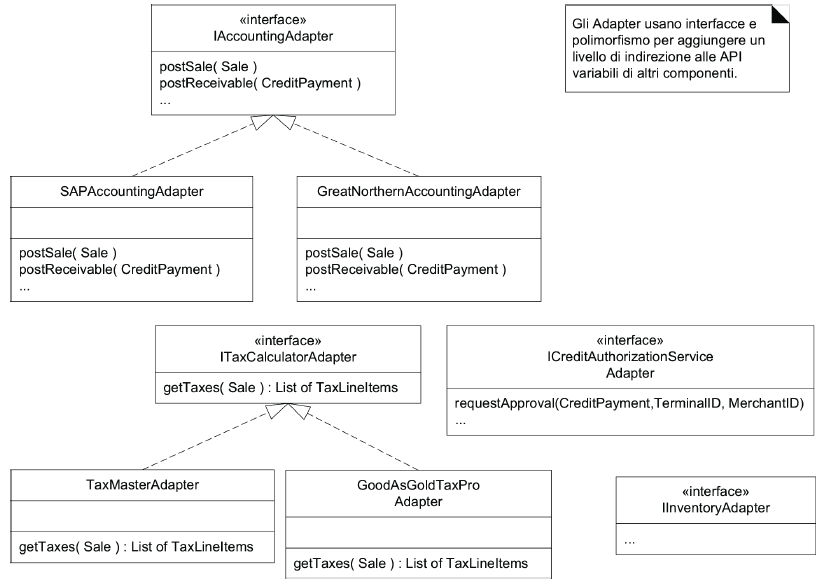 «interface»
IAccountingAdapter
postSale( Sale )
postReceivable( CreditPayment )
...
Gli Adapter usano interfacce e
polimorfismo per aggiungere un
livello di indirezione alle API
variabili di altri componenti.
SAPAccountingAdapter
postSale( Sale )
postReceivable( CreditPayment )
...
GreatNorthernAccountingAdapter
postSale( Sale )
postReceivable( CreditPayment )
...
«interface»
ITaxCalculatorAdapter
getTaxes( Sale ) : List of TaxLineItems
«interface»
ICreditAuthorizationService
Adapter
requestApproval(CreditPayment,TerminalID, MerchantID)
...
TaxMasterAdapter
getTaxes( Sale ) : List of TaxLineItems
GoodAsGoldTaxPro
Adapter
getTaxes( Sale ) : List of TaxLineItems
«interface»
IInventoryAdapter
...